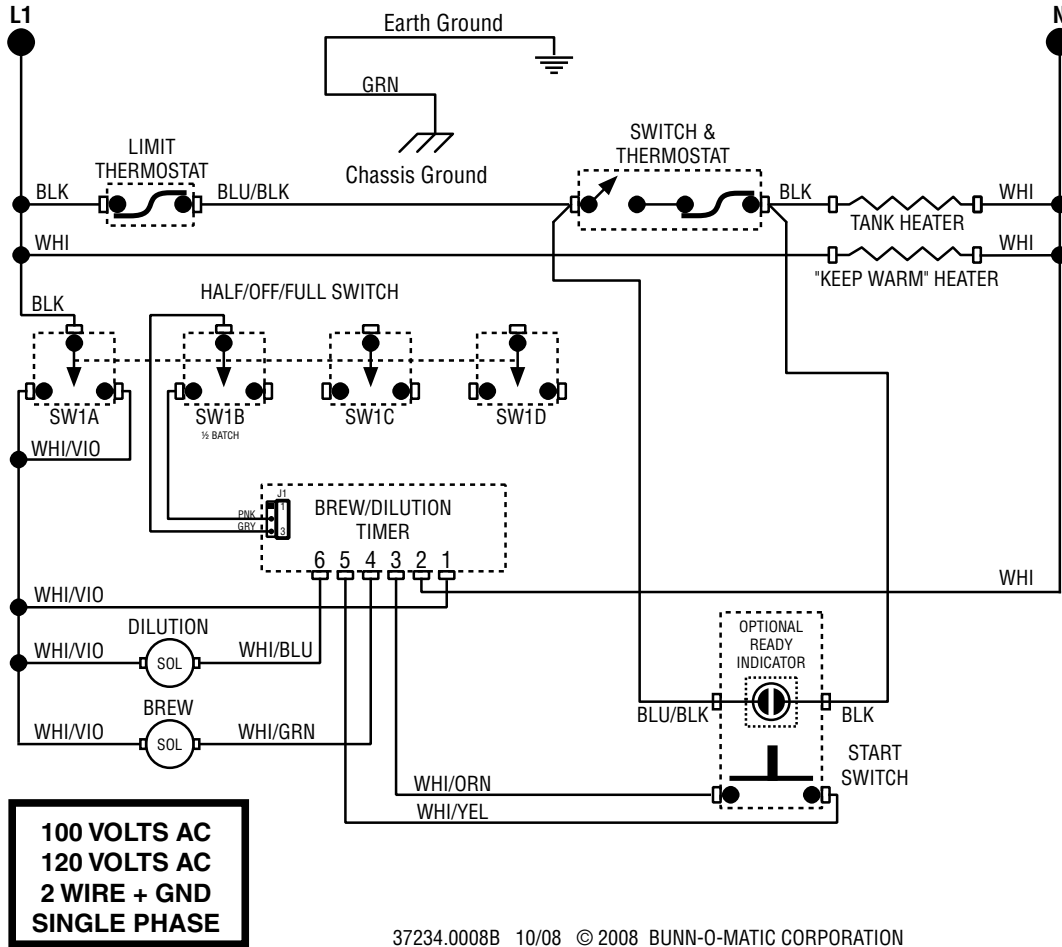 L1
Earth Ground
N
GRN
Chassis Ground
LIMIT
THERMOSTAT
SWITCH &
THERMOSTAT
BLK
BLU/BLK
BLK
WHI
TANK HEATER
WHI
WHI
"KEEP WARM" HEATER
BLK
HALF/OFF/FULL SWITCH
SW1A
SW1B
SW1C
SW1D
½ BATCH
WHI/VIO
J1
1
3
PNK
GRY
BREW/DILUTION
TIMER
6 5 4 3 2 1
WHI
WHI/VIO
DILUTION
WHI/VIO
SOL
WHI/BLU
OPTIONAL
READY
INDICATOR
BREW
WHI/VIO
SOL
WHI/GRN
BLU/BLK
BLK
START
SWITCH
WHI/ORN
WHI/YEL
100 VOLTS AC
120 VOLTS AC
2 WIRE + GND
SINGLE PHASE
37234.0008B 10/08 © 2008 BUNN-O-MATIC CORPORATION